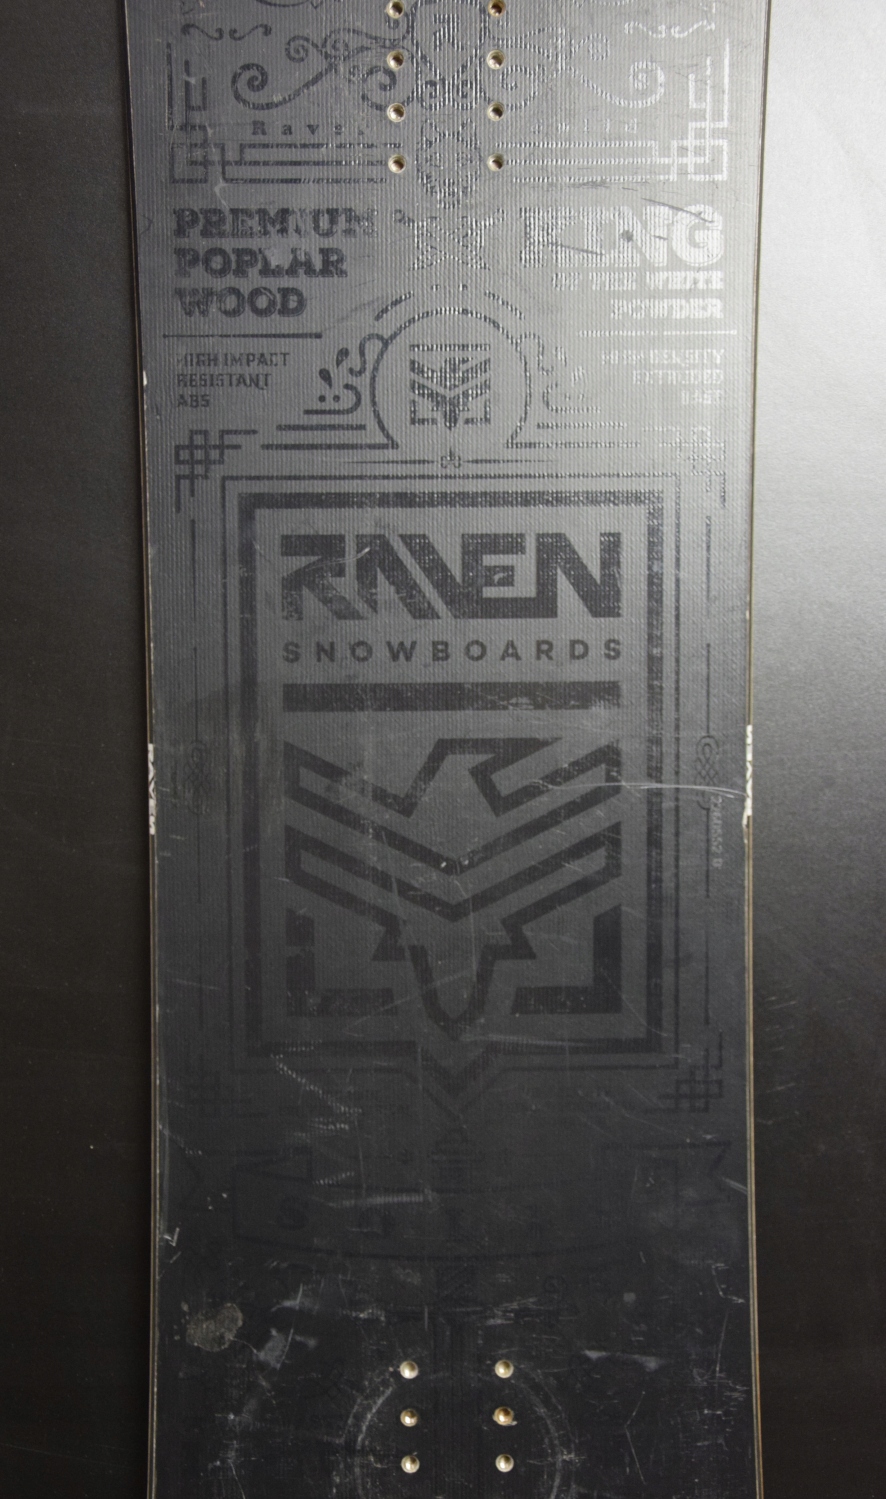 Raven
PREMIUM
POPLAR
WOOD
KING
OF THE WHITE
POWDER
HIGH IMPACT
RESISTANT
ABS
HIGH DENSITY
EXTRUDED
BASE
RAVEN
SNOWBOARDS